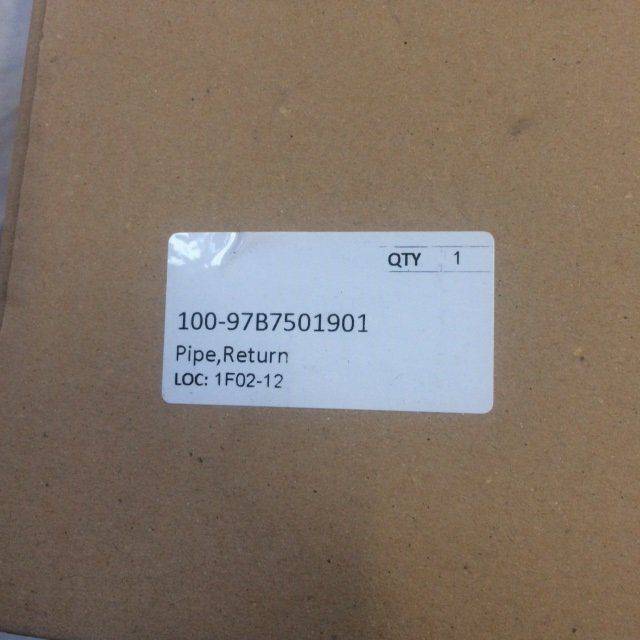 QTY 1
100-97B7501901
Pipe,Return
LOC: 1F02-12